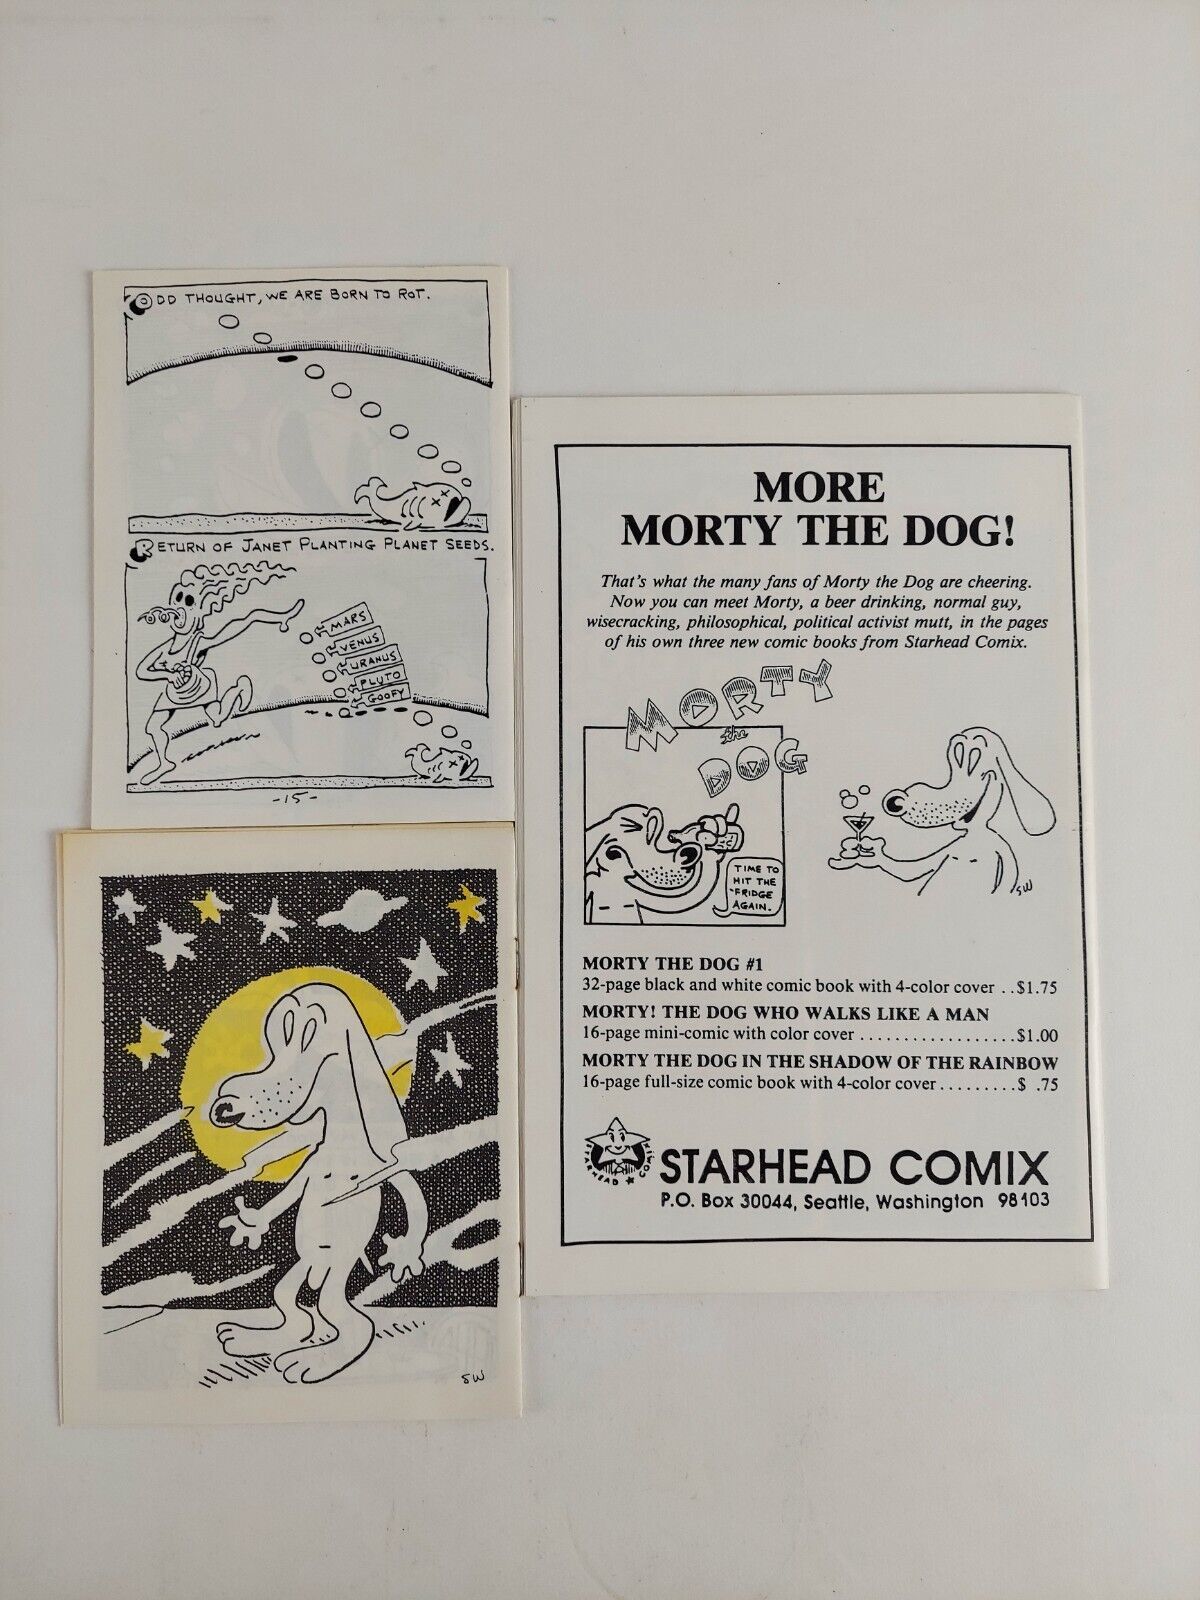 ODD THOUGHT, WE ARE BORN TO ROT.
RETURN OF JANET PLANTING PLANET SEEDS.
MARS
VENUS
URANUS
PLUTO
GOOFY
-15-
SW
MORE
MORTY THE DOG!
That's what the many fans of Morty the Dog are cheering.
Now you can meet Morty, a beer drinking, normal guy,
wisecracking, philosophical, political activist mutt, in the pages
of his own three new comic books from Starhead Comix.
MORTY
the
DOG
TIME TO
HIT THE
'FRIDGE
AGAIN.
SW
MORTY THE DOG #1
32-page black and white comic book with 4-color cover ..$1.75
MORTY! THE DOG WHO WALKS LIKE A MAN
16-page mini-comic with color cover ..................$1.00
MORTY THE DOG IN THE SHADOW OF THE RAINBOW
16-page full-size comic book with 4-color cover.........$ .75
STARHEAD COMIX
STARHEAD COMIX
P.O. Box 30044, Seattle, Washington 98103